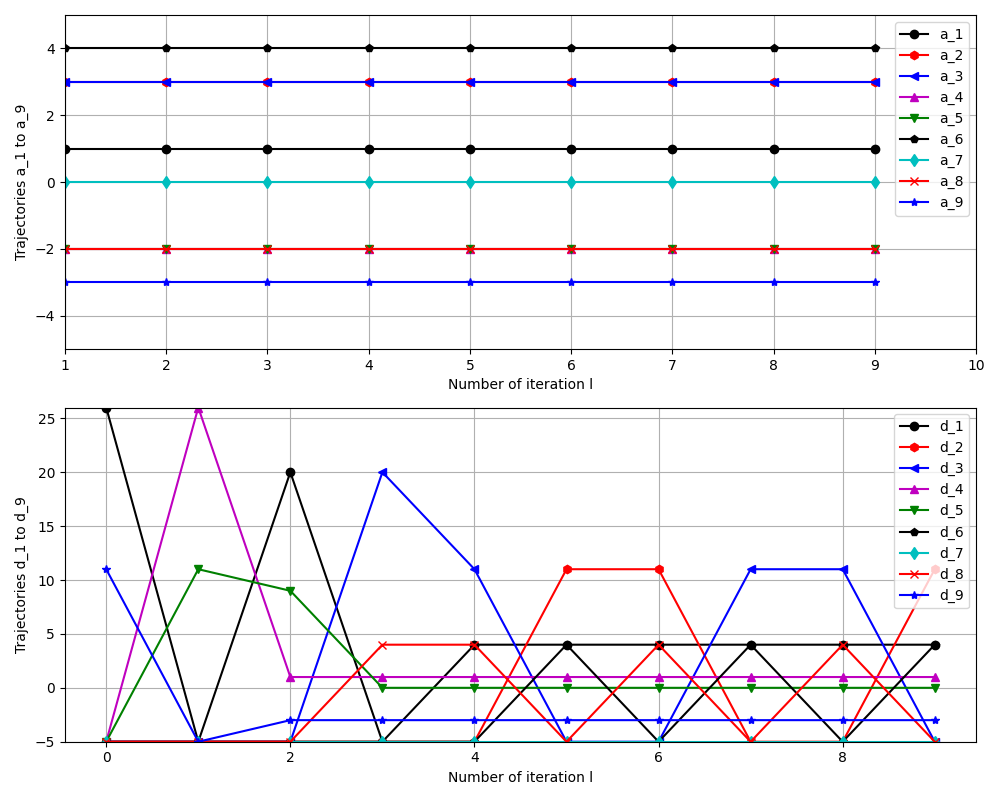 Trajectories a_1 to a_9
4
2
0
−2
−4
1
2
3
4
5
6
7
8
9
10
Number of iteration l
a_1
a_2
a_3
a_4
a_5
a_6
a_7
a_8
a_9
Trajectories d_1 to d_9
25
20
15
10
5
0
−5
0
2
4
6
8
Number of iteration l
d_1
d_2
d_3
d_4
d_5
d_6
d_7
d_8
d_9